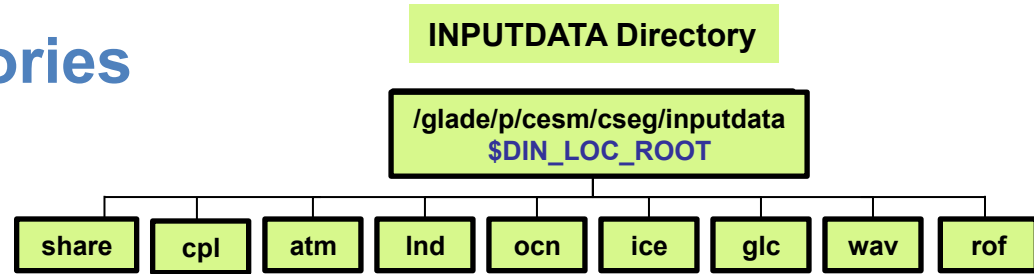 INPUTDATA Directory
ories
/glade/p/cesm/cseg/inputdata
$DIN_LOC_ROOT
share cpl atm lnd ocn ice glc wav rof